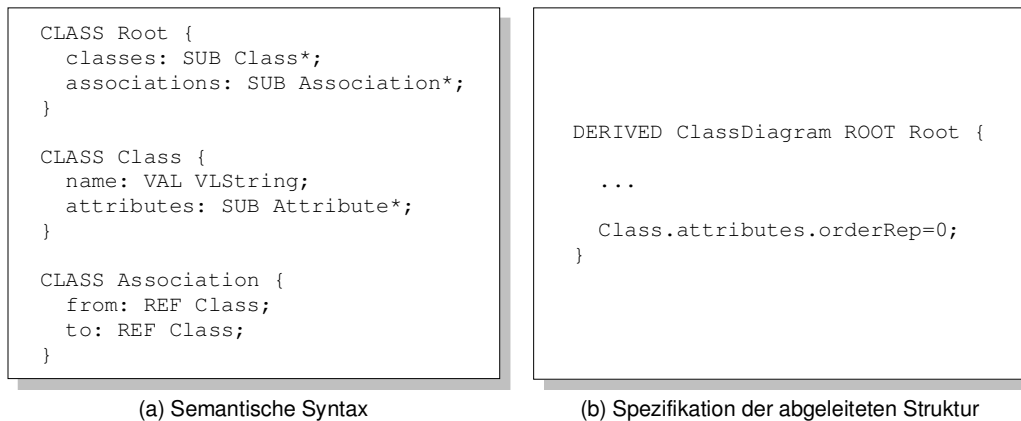 CLASS Root {
  classes: SUB Class*;
  associations: SUB Association*;
}
CLASS Class {
  name: VAL VLString;
  attributes: SUB Attribute*;
}
CLASS Association {
  from: REF Class;
  to: REF Class;
}
(a) Semantische Syntax
DERIVED ClassDiagram ROOT Root {
  ...
  Class.attributes.orderRep=0;
}
(b) Spezifikation der abgeleiteten Struktur